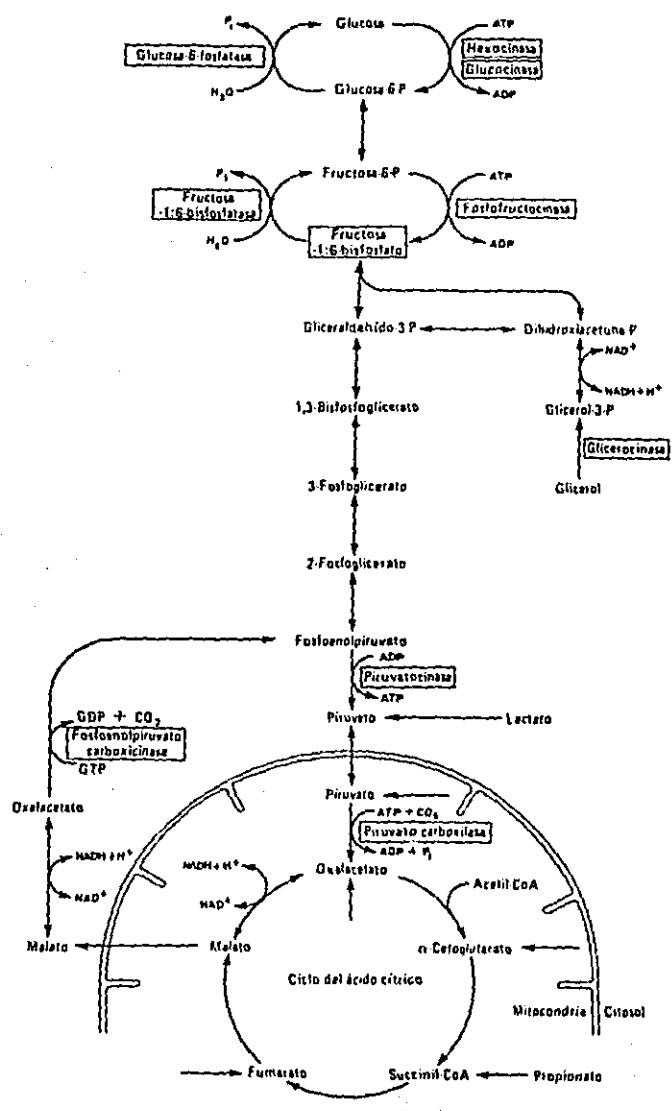 Pi
Glucosa
ATP
Glucosa-6-fosfatasa
Hexocinasa
Glucocinasa
H₂O
Glucosa-6-P
ADP
Pi
Fructosa-6-P
ATP
Fructosa
-1:6-bisfosfatasa
Fosfofructocinasa
H₂O
Fructosa
-1:6-bisfosfato
ADP
Gliceraldehído-3-P
Dihidroxiacetona-P
NAD⁺
NADH + H⁺
1,3-Bisfosfoglicerato
Glicerol-3-P
Glicerocinasa
3-Fosfoglicerato
Glicerol
2-Fosfoglicerato
Fosfoenolpiruvato
ADP
Piruvatocinasa
ATP
GDP + CO₂
Piruvato
Lactato
Fosfoenolpiruvato
carboxicinasa
GTP
Piruvato
Oxalacetato
ATP + CO₂
Piruvato carboxilasa
ADP + Pi
NADH + H⁺
NADH + H⁺
Oxalacetato
Acetil-CoA
NAD⁺
NAD⁺
Malato
Malato
α-Cetoglutarato
Ciclo del ácido cítrico
Mitocondria
Citosol
Fumarato
Succinil-CoA
Propionato